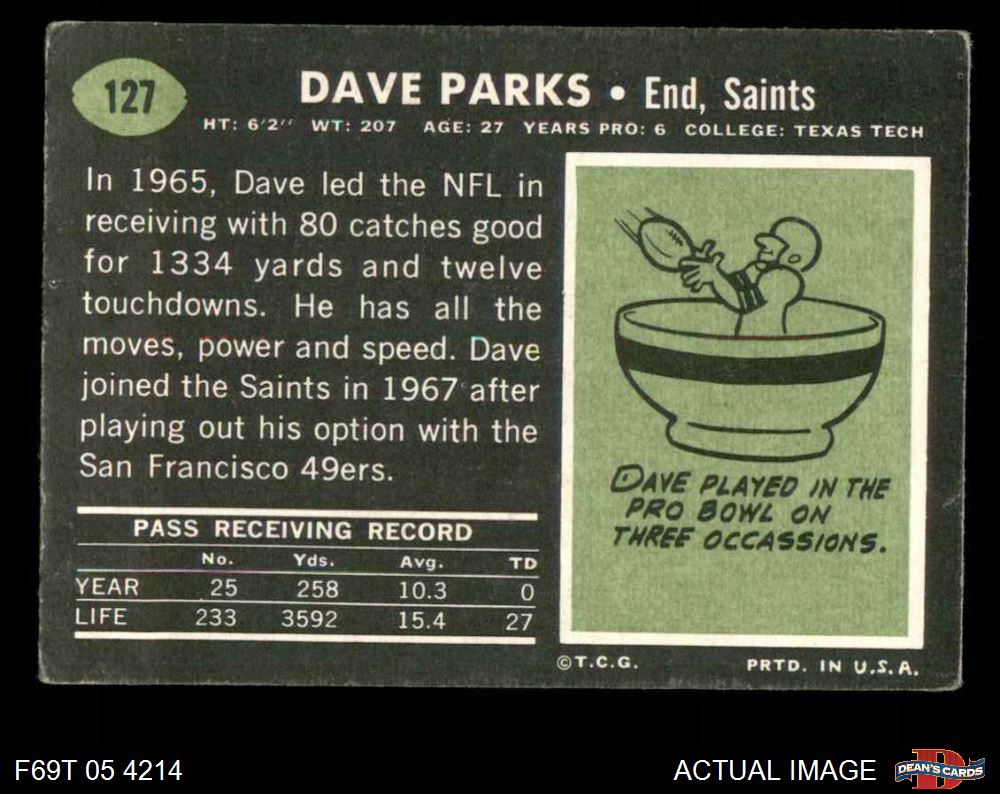 127
DAVE PARKS • End, Saints
HT: 6'2'' WT: 207 AGE: 27 YEARS PRO: 6 COLLEGE: TEXAS TECH
In 1965, Dave led the NFL in
receiving with 80 catches good
for 1334 yards and twelve
touchdowns. He has all the
moves, power and speed. Dave
joined the Saints in 1967 after
playing out his option with the
San Francisco 49ers.
PASS RECEIVING RECORD
No. Yds. Avg. TD
YEAR 25 258 10.3 0
LIFE 233 3592 15.4 27
DAVE PLAYED IN THE
PRO BOWL ON
THREE OCCASSIONS.
©T.C.G. PRTD. IN U.S.A.
F69T 05 4214
ACTUAL IMAGE
DEAN'S CARDS